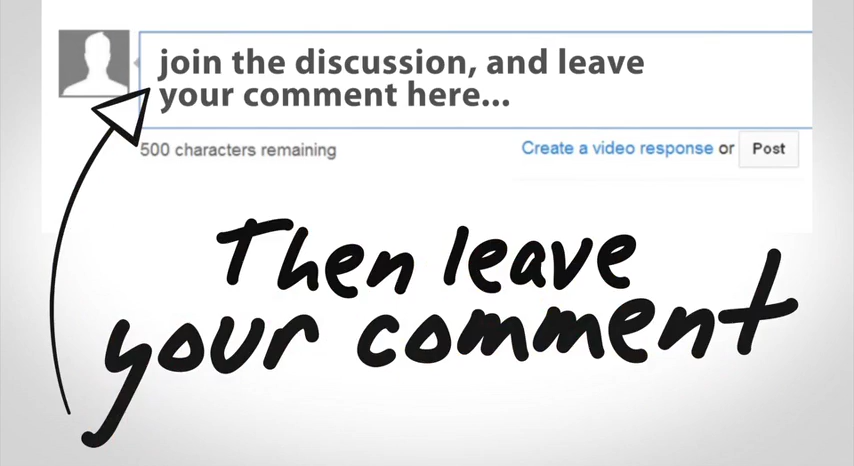 join the discussion, and leave
your comment here...
500 characters remaining
Create a video response or Post
Then leave
your comment